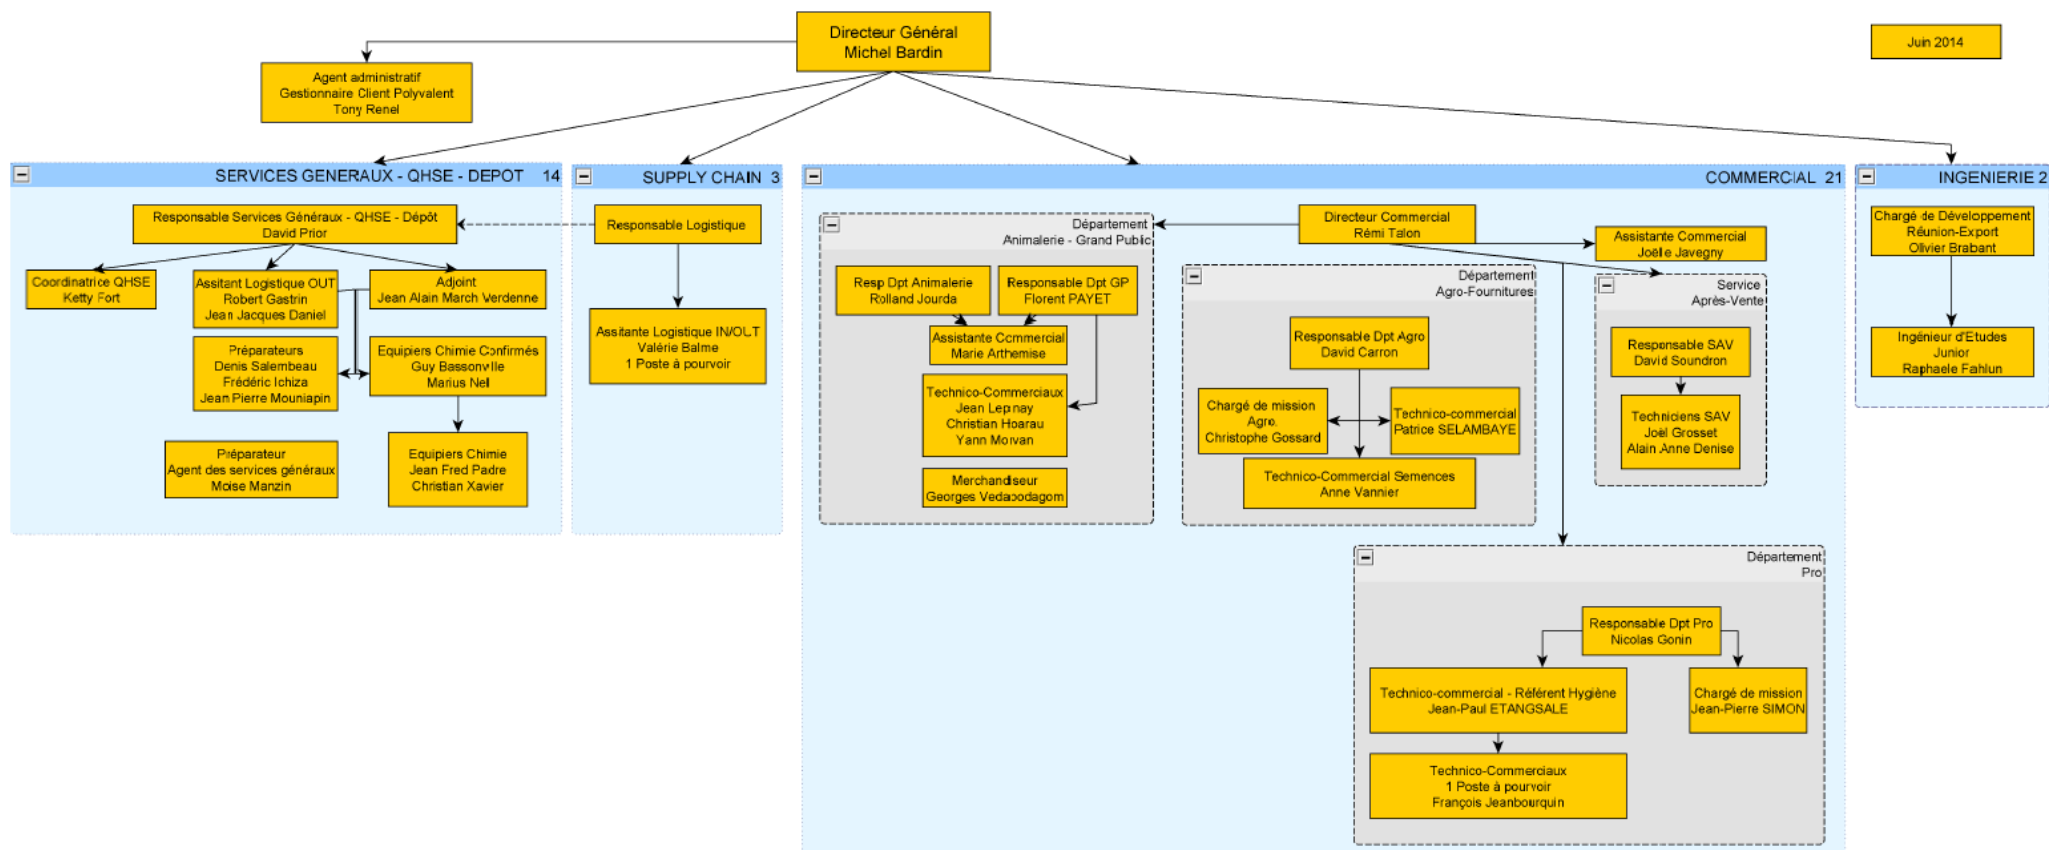 Directeur Général
Michel Bardin
Juin 2014
Agent administratif
Gestionnaire Client Polyvalent
Tony Renel
SERVICES GENERAUX - QHSE - DEPOT 14
Responsable Services Généraux - QHSE - Dépôt
David Prior
Coordinatrice QHSE
Ketty Fort
Assitant Logistique OUT
Robert Gastrin
Jean Jacques Daniel
Adjoint
Jean Alain March Verdenne
Préparateurs
Denis Salembeau
Frédéric Ichiza
Jean Pierre Mouniapin
Equipiers Chimie Confirmés
Guy Bassonville
Marius Nell
Préparateur
Agent des services généraux
Moise Manzin
Equipiers Chimie
Jean Fred Padre
Christian Xavier
SUPPLY CHAIN 3
Responsable Logistique
Assitante Logistique IN/OUT
Valérie Balme
1 Poste à pourvoir
COMMERCIAL 21
Directeur Commercial
Rémi Talon
Assistante Commercial
Joëlle Javegny
Département
Animalerie - Grand Public
Resp Dpt Animalerie
Rolland Jourda
Responsable Dpt GP
Florent PAYET
Assistante Commercial
Marie Arthemise
Technico-Commerciaux
Jean Lepinay
Christian Hoarau
Yann Morvan
Merchandiseur
Georges Vedapodagom
Département
Agro-Fournitures
Responsable Dpt Agro
David Carron
Chargé de mission
Agro.
Christophe Gossard
Technico-commercial
Patrice SELAMBAYE
Technico-Commercial Semences
Anne Vannier
Service
Après-Vente
Responsable SAV
David Soundron
Techniciens SAV
Joël Grosset
Alain Anne Denise
Département
Pro
Responsable Dpt Pro
Nicolas Gonin
Technico-commercial - Référent Hygiène
Jean-Paul ETANGSALE
Chargé de mission
Jean-Pierre SIMON
Technico-Commerciaux
1 Poste à pourvoir
François Jeanbourquin
INGENIERIE 2
Chargé de Développement
Réunion-Export
Olivier Brabant
Ingénieur d'Etudes
Junior
Raphaele Fahlun